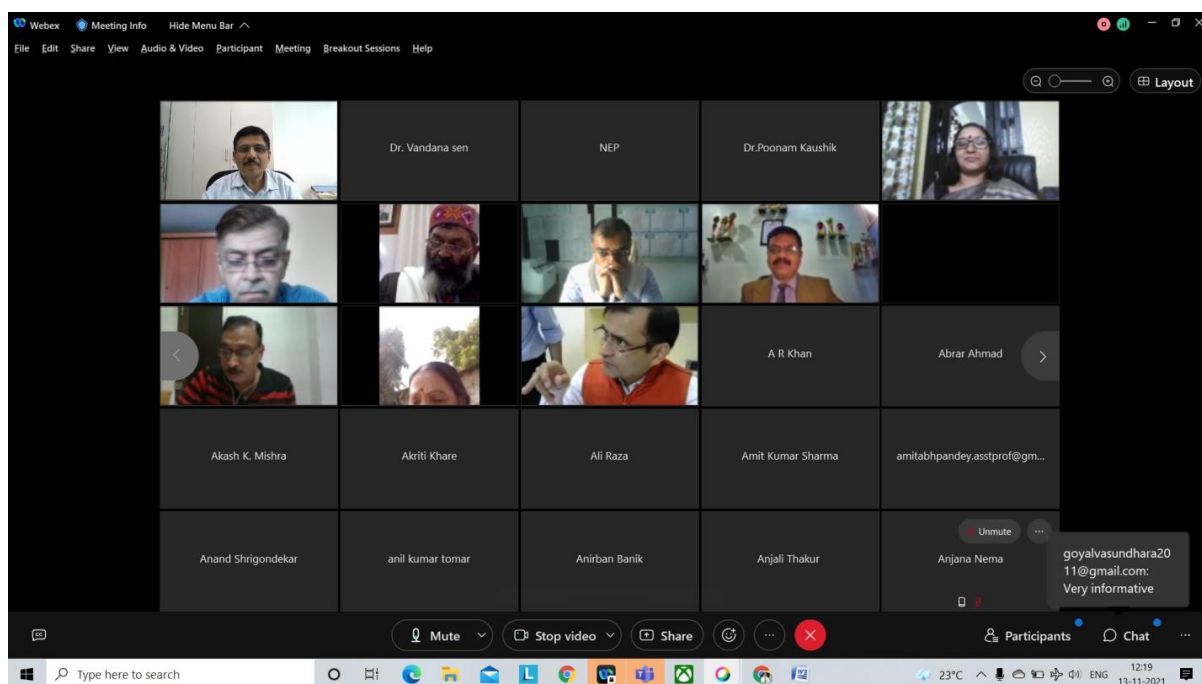 Webex Meeting Info Hide Menu Bar
File Edit Share View Audio & Video Participant Meeting Breakout Sessions Help
Layout
Dr. Vandana sen NEP Dr.Poonam Kaushik
A R Khan Abrar Ahmad
Akash K. Mishra Akriti Khare Ali Raza Amit Kumar Sharma amitabhpandey.asstprof@gm...
Unmute
Anand Shrigondekar anil kumar tomar Anirban Banik Anjali Thakur Anjana Nema
goyalvasundhara20
11@gmail.com:
Very informative
CC Mute Stop video Share Participants Chat
Type here to search 23°C ENG 12:19
13-11-2021